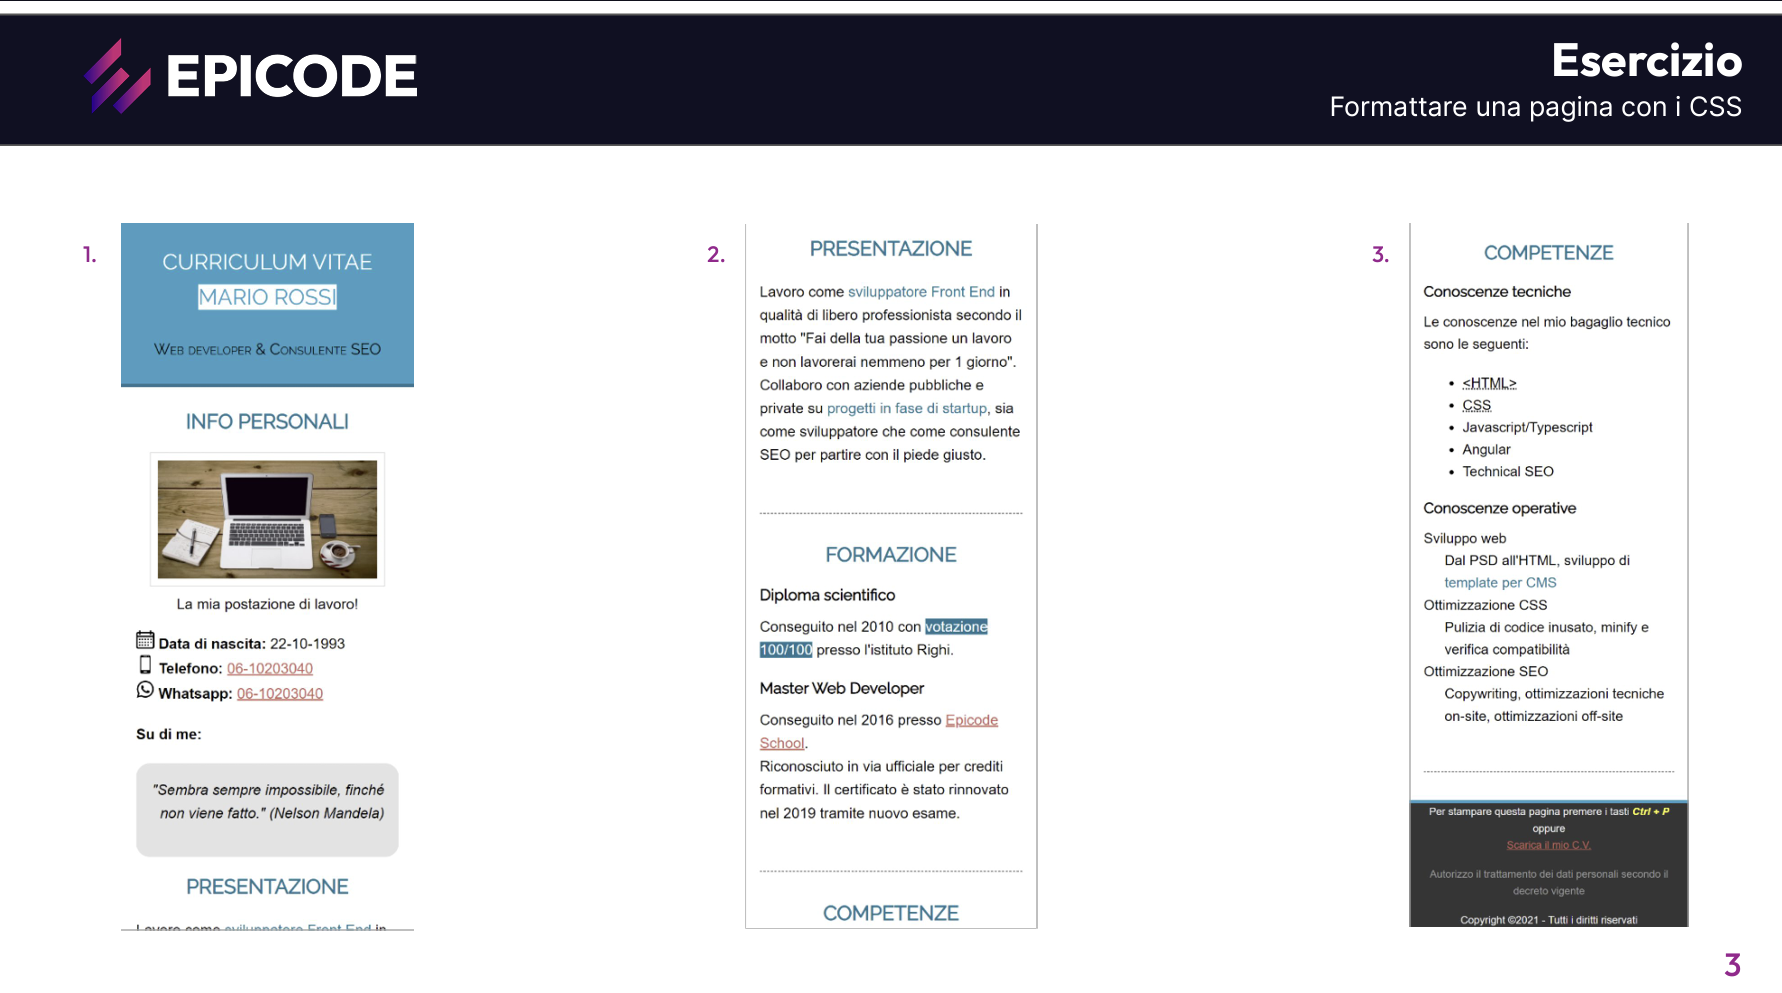 EPICODE
Esercizio
Formattare una pagina con i CSS
1.
CURRICULUM VITAE
MARIO ROSSI
WEB DEVELOPER & CONSULENTE SEO
INFO PERSONALI
La mia postazione di lavoro!
Data di nascita: 22-10-1993
Telefono: 06-10203040
Whatsapp: 06-10203040
Su di me:
"Sembra sempre impossibile, finché
non viene fatto." (Nelson Mandela)
PRESENTAZIONE
Lavoro come sviluppatore Front End in
2.
PRESENTAZIONE
Lavoro come sviluppatore Front End in
qualità di libero professionista secondo il
motto "Fai della tua passione un lavoro
e non lavorerai nemmeno per 1 giorno".
Collaboro con aziende pubbliche e
private su progetti in fase di startup, sia
come sviluppatore che come consulente
SEO per partire con il piede giusto.
FORMAZIONE
Diploma scientifico
Conseguito nel 2010 con votazione
100/100 presso l'istituto Righi.
Master Web Developer
Conseguito nel 2016 presso Epicode
School.
Riconosciuto in via ufficiale per crediti
formativi. Il certificato è stato rinnovato
nel 2019 tramite nuovo esame.
COMPETENZE
3.
COMPETENZE
Conoscenze tecniche
Le conoscenze nel mio bagaglio tecnico
sono le seguenti:
• <HTML>
• CSS
• Javascript/Typescript
• Angular
• Technical SEO
Conoscenze operative
Sviluppo web
Dal PSD all'HTML, sviluppo di
template per CMS
Ottimizzazione CSS
Pulizia di codice inusato, minify e
verifica compatibilità
Ottimizzazione SEO
Copywriting, ottimizzazioni tecniche
on-site, ottimizzazioni off-site
Per stampare questa pagina premere i tasti Ctrl + P
oppure
Scarica il mio C.V.
Autorizzo il trattamento dei dati personali secondo il
decreto vigente
Copyright ©2021 - Tutti i diritti riservati
3